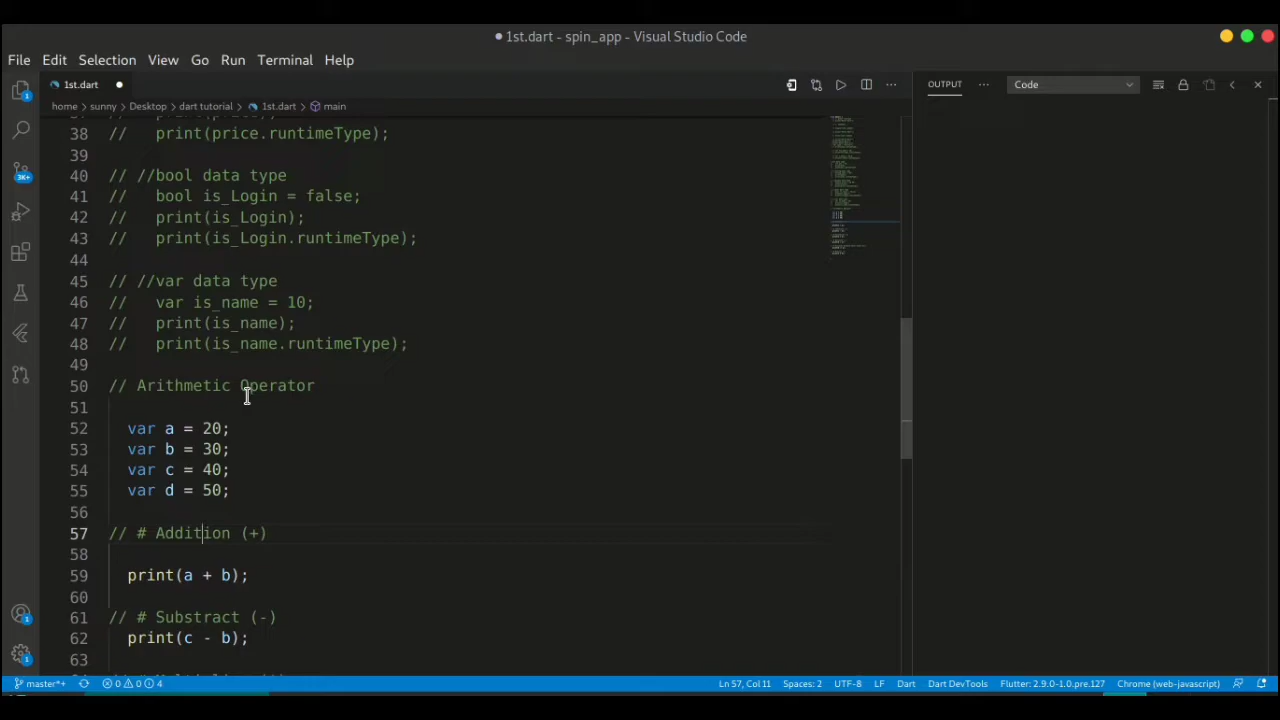 1st.dart - spin_app - Visual Studio Code
File Edit Selection View Go Run Terminal Help
1st.dart
OUTPUT
Code
home sunny Desktop dart tutorial 1st.dart main
38 //   print(price.runtimeType);
39
40 // //bool data type
41 //   bool is_Login = false;
42 //   print(is_Login);
43 //   print(is_Login.runtimeType);
44
45 // //var data type
46 //   var is_name = 10;
47 //   print(is_name);
48 //   print(is_name.runtimeType);
49
50 // Arithmetic Operator
51
52   var a = 20;
53   var b = 30;
54   var c = 40;
55   var d = 50;
56
57 // # Addition (+)
58
59   print(a + b);
60
61 // # Substract (-)
62   print(c - b);
63
1
3K+
1
1
master*+ 0 0 4 Ln 57, Col 11 Spaces: 2 UTF-8 LF Dart Dart DevTools Flutter: 2.9.0-1.0.pre.127 Chrome (web-javascript)